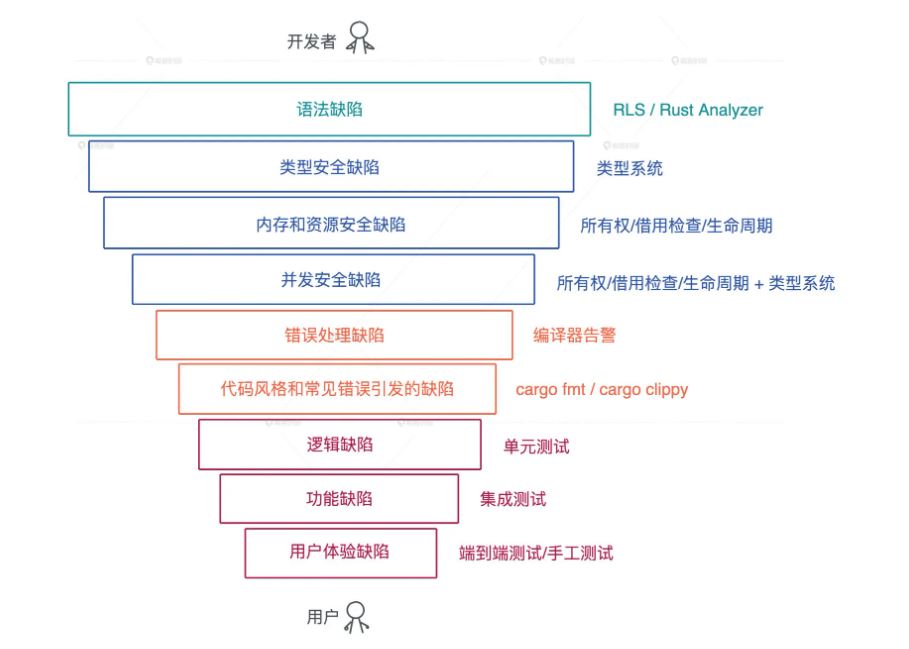 开发者
语法缺陷 RLS / Rust Analyzer
类型安全缺陷 类型系统
内存和资源安全缺陷 所有权/借用检查/生命周期
并发安全缺陷 所有权/借用检查/生命周期 + 类型系统
错误处理缺陷 编译器告警
代码风格和常见错误引发的缺陷 cargo fmt / cargo clippy
逻辑缺陷 单元测试
功能缺陷 集成测试
用户体验缺陷 端到端测试/手工测试
用户